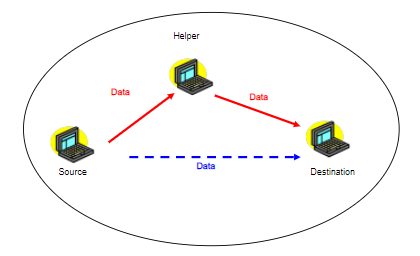 Helper
Data
Data
Data
Source
Destination